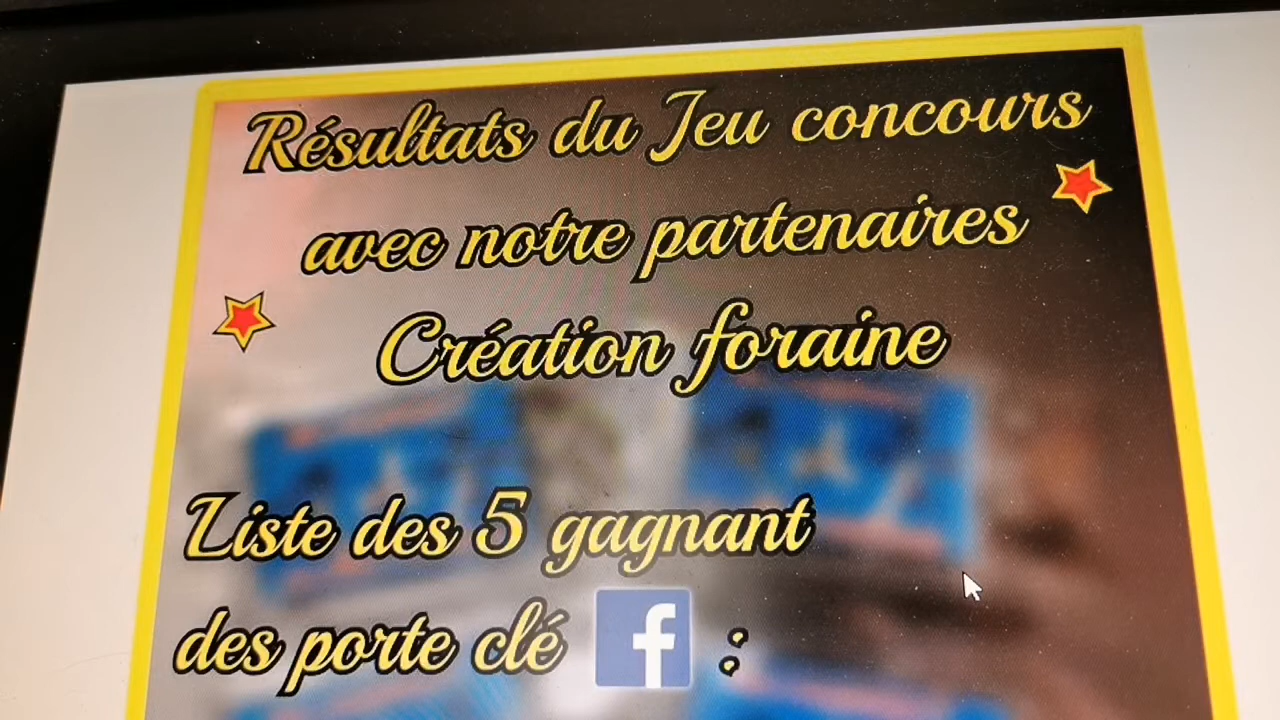 Résultats du Jeu concours
avec notre partenaires
Création foraine
Liste des 5 gagnant
des porte clé f :